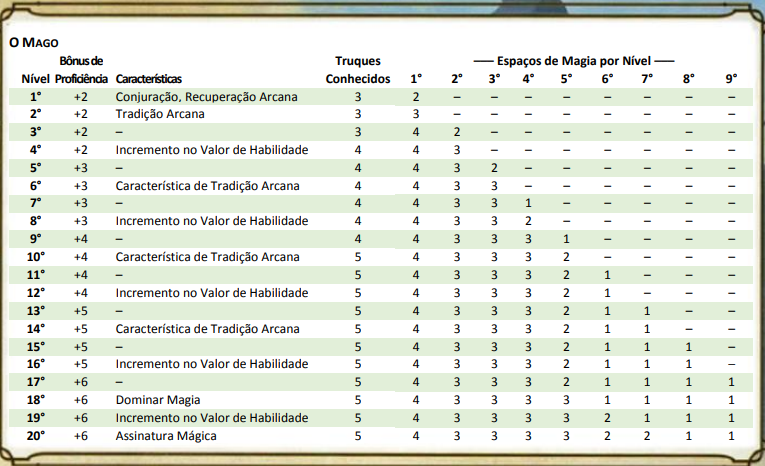 O MAGO
Bônus de Truques —— Espaços de Magia por Nível ——
Nível Proficiência Características Conhecidos 1° 2° 3° 4° 5° 6° 7° 8° 9°
1° +2 Conjuração, Recuperação Arcana 3 2 – – – – – – – –
2° +2 Tradição Arcana 3 3 – – – – – – – –
3° +2 – 3 4 2 – – – – – – –
4° +2 Incremento no Valor de Habilidade 4 4 3 – – – – – – –
5° +3 – 4 4 3 2 – – – – – –
6° +3 Característica de Tradição Arcana 4 4 3 3 – – – – – –
7° +3 – 4 4 3 3 1 – – – – –
8° +3 Incremento no Valor de Habilidade 4 4 3 3 2 – – – – –
9° +4 – 4 4 3 3 3 1 – – – –
10° +4 Característica de Tradição Arcana 5 4 3 3 3 2 – – – –
11° +4 – 5 4 3 3 3 2 1 – – –
12° +4 Incremento no Valor de Habilidade 5 4 3 3 3 2 1 – – –
13° +5 – 5 4 3 3 3 2 1 1 – –
14° +5 Característica de Tradição Arcana 5 4 3 3 3 2 1 1 – –
15° +5 – 5 4 3 3 3 2 1 1 1 –
16° +5 Incremento no Valor de Habilidade 5 4 3 3 3 2 1 1 1 –
17° +6 – 5 4 3 3 3 2 1 1 1 1
18° +6 Dominar Magia 5 4 3 3 3 3 1 1 1 1
19° +6 Incremento no Valor de Habilidade 5 4 3 3 3 3 2 1 1 1
20° +6 Assinatura Mágica 5 4 3 3 3 3 2 2 1 1